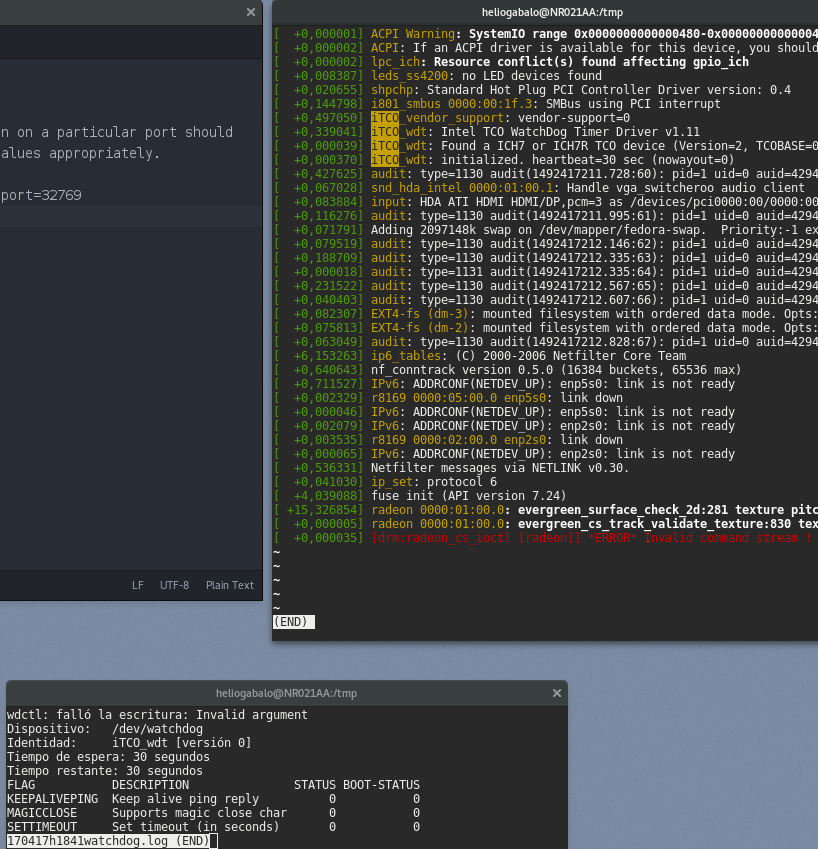 n on a particular port should
alues appropriately.
port=32769
LF UTF-8 Plain Text
heliogabalo@NR021AA:/tmp
[ +0,000001] ACPI Warning: SystemIO range 0x0000000000000480-0x00000000000004
[ +0,000002] ACPI: If an ACPI driver is available for this device, you should
[ +0,000002] lpc_ich: Resource conflict(s) found affecting gpio_ich
[ +0,008387] leds_ss4200: no LED devices found
[ +0,020655] shpchp: Standard Hot Plug PCI Controller Driver version: 0.4
[ +0,144798] i801_smbus 0000:00:1f.3: SMBus using PCI interrupt
[ +0,497050] iTCO_vendor_support: vendor-support=0
[ +0,339041] iTCO_wdt: Intel TCO WatchDog Timer Driver v1.11
[ +0,000039] iTCO_wdt: Found a ICH7 or ICH7R TCO device (Version=2, TCOBASE=0
[ +0,000370] iTCO_wdt: initialized. heartbeat=30 sec (nowayout=0)
[ +0,427625] audit: type=1130 audit(1492417211.728:60): pid=1 uid=0 auid=4294
[ +0,067028] snd_hda_intel 0000:01:00.1: Handle vga_switcheroo audio client
[ +0,083884] input: HDA ATI HDMI HDMI/DP,pcm=3 as /devices/pci0000:00/0000:00
[ +0,116276] audit: type=1130 audit(1492417211.995:61): pid=1 uid=0 auid=4294
[ +0,071791] Adding 2097148k swap on /dev/mapper/fedora-swap.  Priority:-1 ex
[ +0,079519] audit: type=1130 audit(1492417212.146:62): pid=1 uid=0 auid=4294
[ +0,188709] audit: type=1130 audit(1492417212.335:63): pid=1 uid=0 auid=4294
[ +0,000018] audit: type=1131 audit(1492417212.335:64): pid=1 uid=0 auid=4294
[ +0,231522] audit: type=1130 audit(1492417212.567:65): pid=1 uid=0 auid=4294
[ +0,040403] audit: type=1130 audit(1492417212.607:66): pid=1 uid=0 auid=4294
[ +0,082307] EXT4-fs (dm-3): mounted filesystem with ordered data mode. Opts:
[ +0,075813] EXT4-fs (dm-2): mounted filesystem with ordered data mode. Opts:
[ +0,063049] audit: type=1130 audit(1492417212.828:67): pid=1 uid=0 auid=4294
[ +6,153263] ip6_tables: (C) 2000-2006 Netfilter Core Team
[ +0,640643] nf_conntrack version 0.5.0 (16384 buckets, 65536 max)
[ +0,711527] IPv6: ADDRCONF(NETDEV_UP): enp5s0: link is not ready
[ +0,002329] r8169 0000:05:00.0 enp5s0: link down
[ +0,000046] IPv6: ADDRCONF(NETDEV_UP): enp5s0: link is not ready
[ +0,002079] IPv6: ADDRCONF(NETDEV_UP): enp2s0: link is not ready
[ +0,003535] r8169 0000:02:00.0 enp2s0: link down
[ +0,000065] IPv6: ADDRCONF(NETDEV_UP): enp2s0: link is not ready
[ +0,536331] Netfilter messages via NETLINK v0.30.
[ +0,041030] ip_set: protocol 6
[ +4,039088] fuse init (API version 7.24)
[ +15,326854] radeon 0000:01:00.0: evergreen_surface_check_2d:281 texture pitc
[ +0,000005] radeon 0000:01:00.0: evergreen_cs_track_validate_texture:830 tex
[ +0,000035] [drm:radeon_cs_ioctl [radeon]] *ERROR* Invalid command stream !
~
~
~
~
~
(END)
heliogabalo@NR021AA:/tmp
wdctl: falló la escritura: Invalid argument
Dispositivo: /dev/watchdog
Identidad: iTCO_wdt [versión 0]
Tiempo de espera: 30 segundos
Tiempo restante: 30 segundos
FLAG DESCRIPTION STATUS BOOT-STATUS
KEEPALIVEPING Keep alive ping reply 0 0
MAGICCLOSE Supports magic close char 0 0
SETTIMEOUT Set timeout (in seconds) 0 0
170417h1841watchdog.log (END)